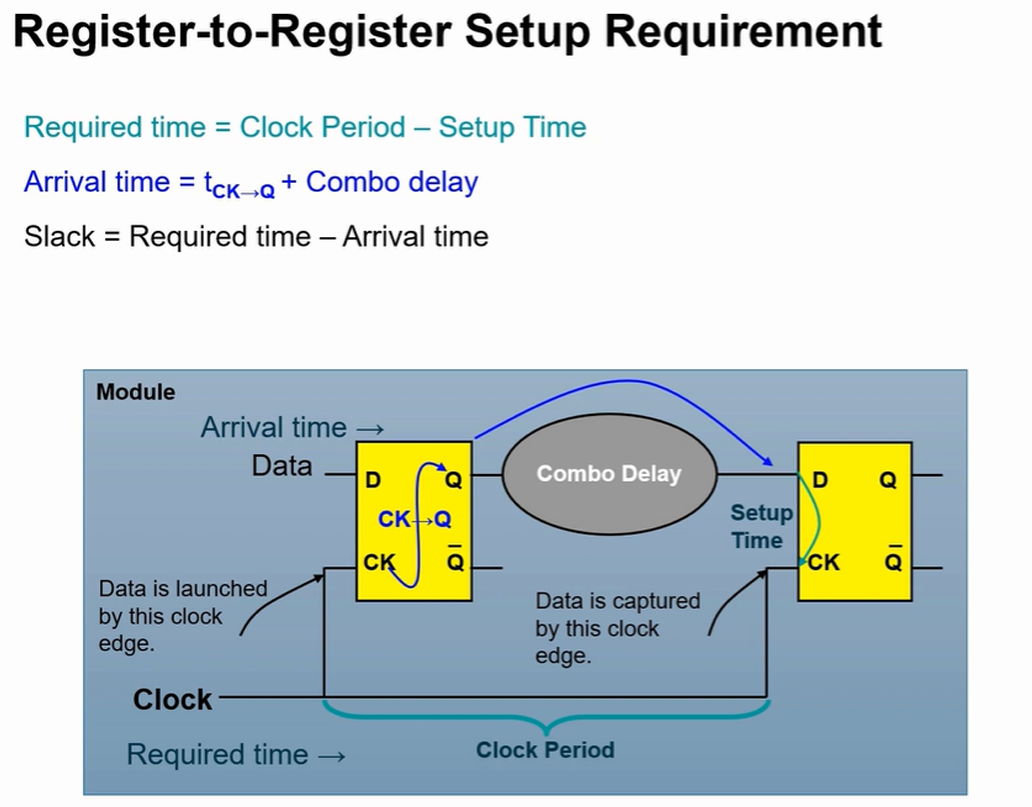 Register-to-Register Setup Requirement
Required time = Clock Period – Setup Time
Arrival time = tCK→Q + Combo delay
Slack = Required time – Arrival time
Module
Arrival time →
Data
D
Q
CK→Q
CK
Q̅
Combo Delay
Setup
Time
D
Q
CK
Q̅
Data is launched
by this clock
edge.
Data is captured
by this clock
edge.
Clock
Required time →
Clock Period